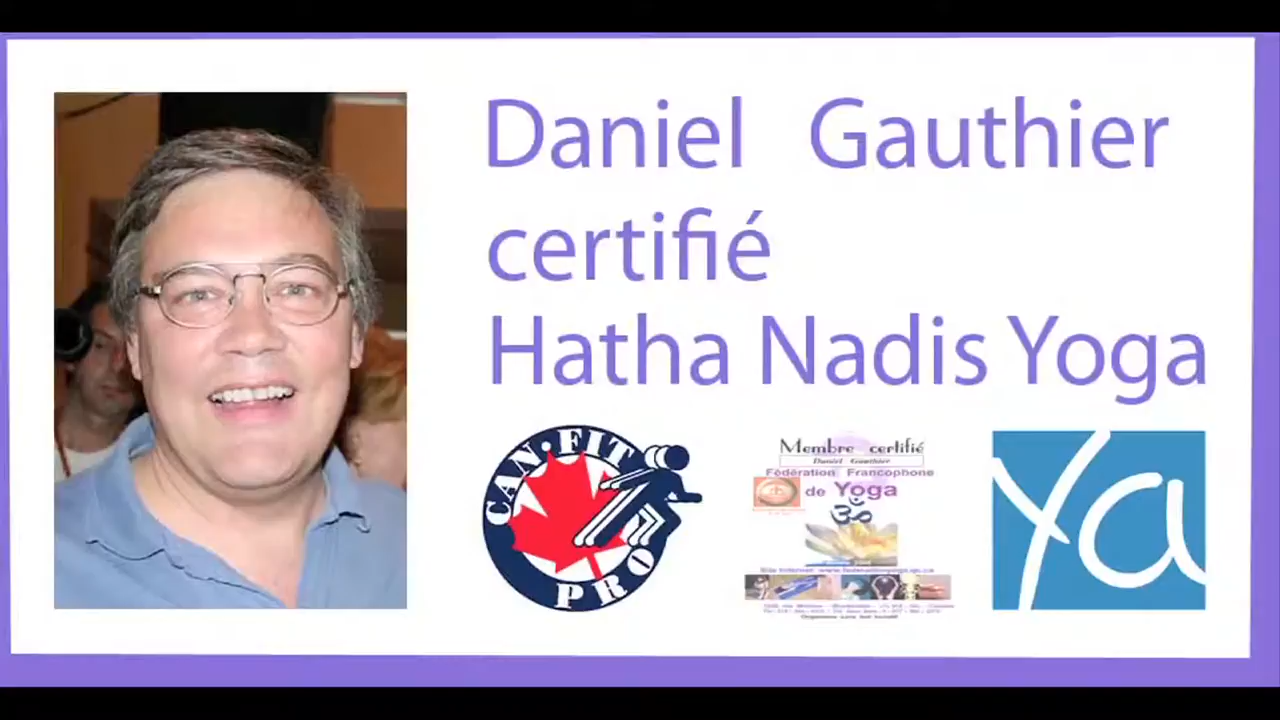 Daniel Gauthier
certifié
Hatha Nadis Yoga
CAN•FIT
PRO
Membre certifié
Daniel Gauthier
Fédération Francophone
de Yoga
ॐ
Ya